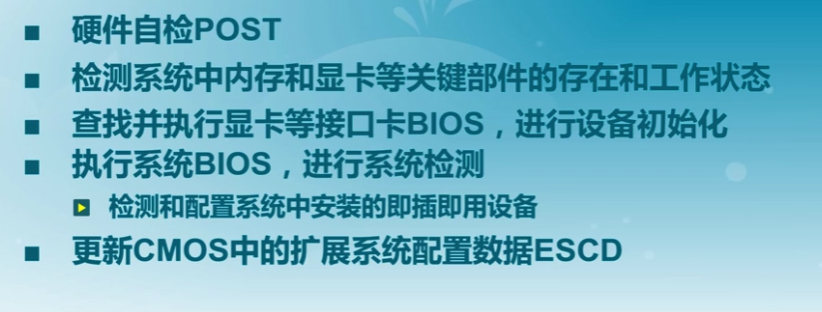 硬件自检POST
检测系统中内存和显卡等关键部件的存在和工作状态
查找并执行显卡等接口卡BIOS，进行设备初始化
执行系统BIOS，进行系统检测
检测和配置系统中安装的即插即用设备
更新CMOS中的扩展系统配置数据ESCD